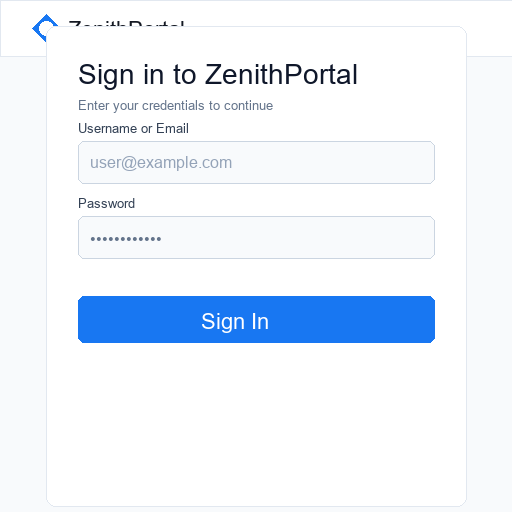 ZenithPortal
Sign in to ZenithPortal
Enter your credentials to continue
Username or Email
user@example.com
Password
••••••••••••
Sign In